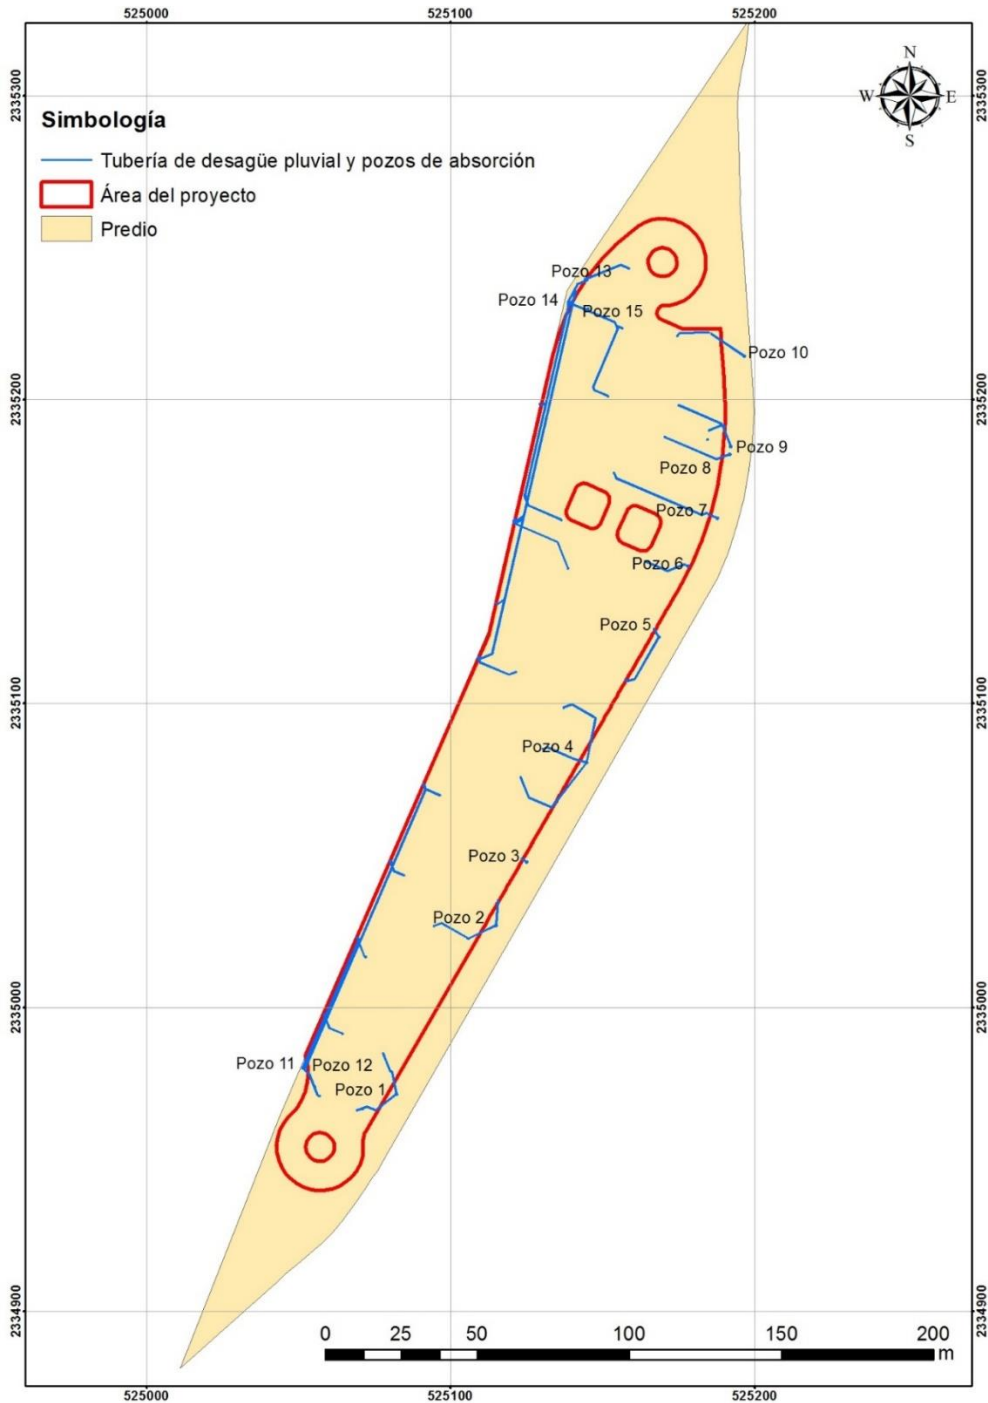 525000
525100
525200
N
W
E
S
2335300
2335300
Simbología
Tubería de desagüe pluvial y pozos de absorción
Área del proyecto
Predio
Pozo 13
Pozo 14
Pozo 15
Pozo 10
2335200
2335200
Pozo 9
Pozo 8
Pozo 7
Pozo 6
Pozo 5
2335100
2335100
Pozo 4
Pozo 3
Pozo 2
2335000
2335000
Pozo 11
Pozo 12
Pozo 1
2334900
2334900
0
25
50
100
150
200
m
525000
525100
525200